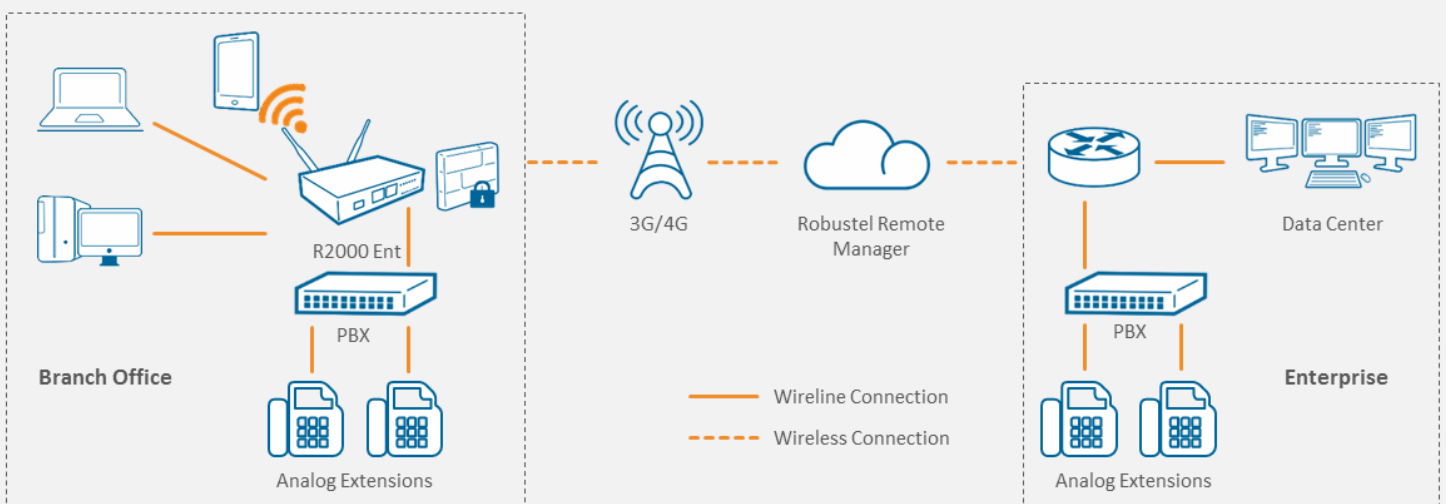 R2000 Ent
PBX
Branch Office
Analog Extensions
3G/4G
Robustel Remote
Manager
Wireline Connection
Wireless Connection
Data Center
PBX
Enterprise
Analog Extensions